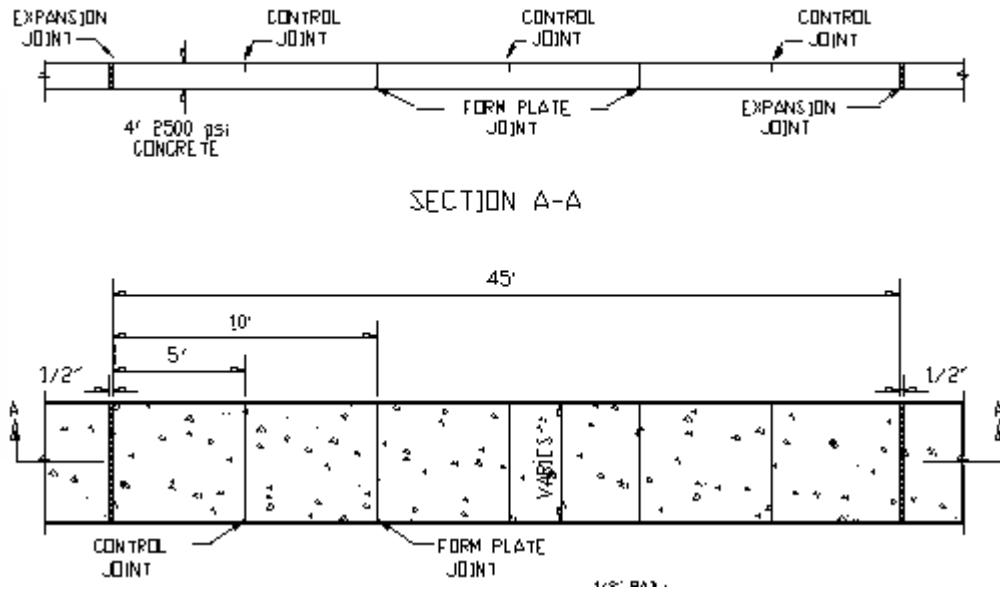 EXPANSION
JOINT
CONTROL
JOINT
CONTROL
JOINT
CONTROL
JOINT
4" 2500 psi
CONCRETE
FORM PLATE
JOINT
EXPANSION
JOINT
SECTION A-A
45'
10'
5'
1/2"
1/2"
A
A
VARIES
CONTROL
JOINT
FORM PLATE
JOINT